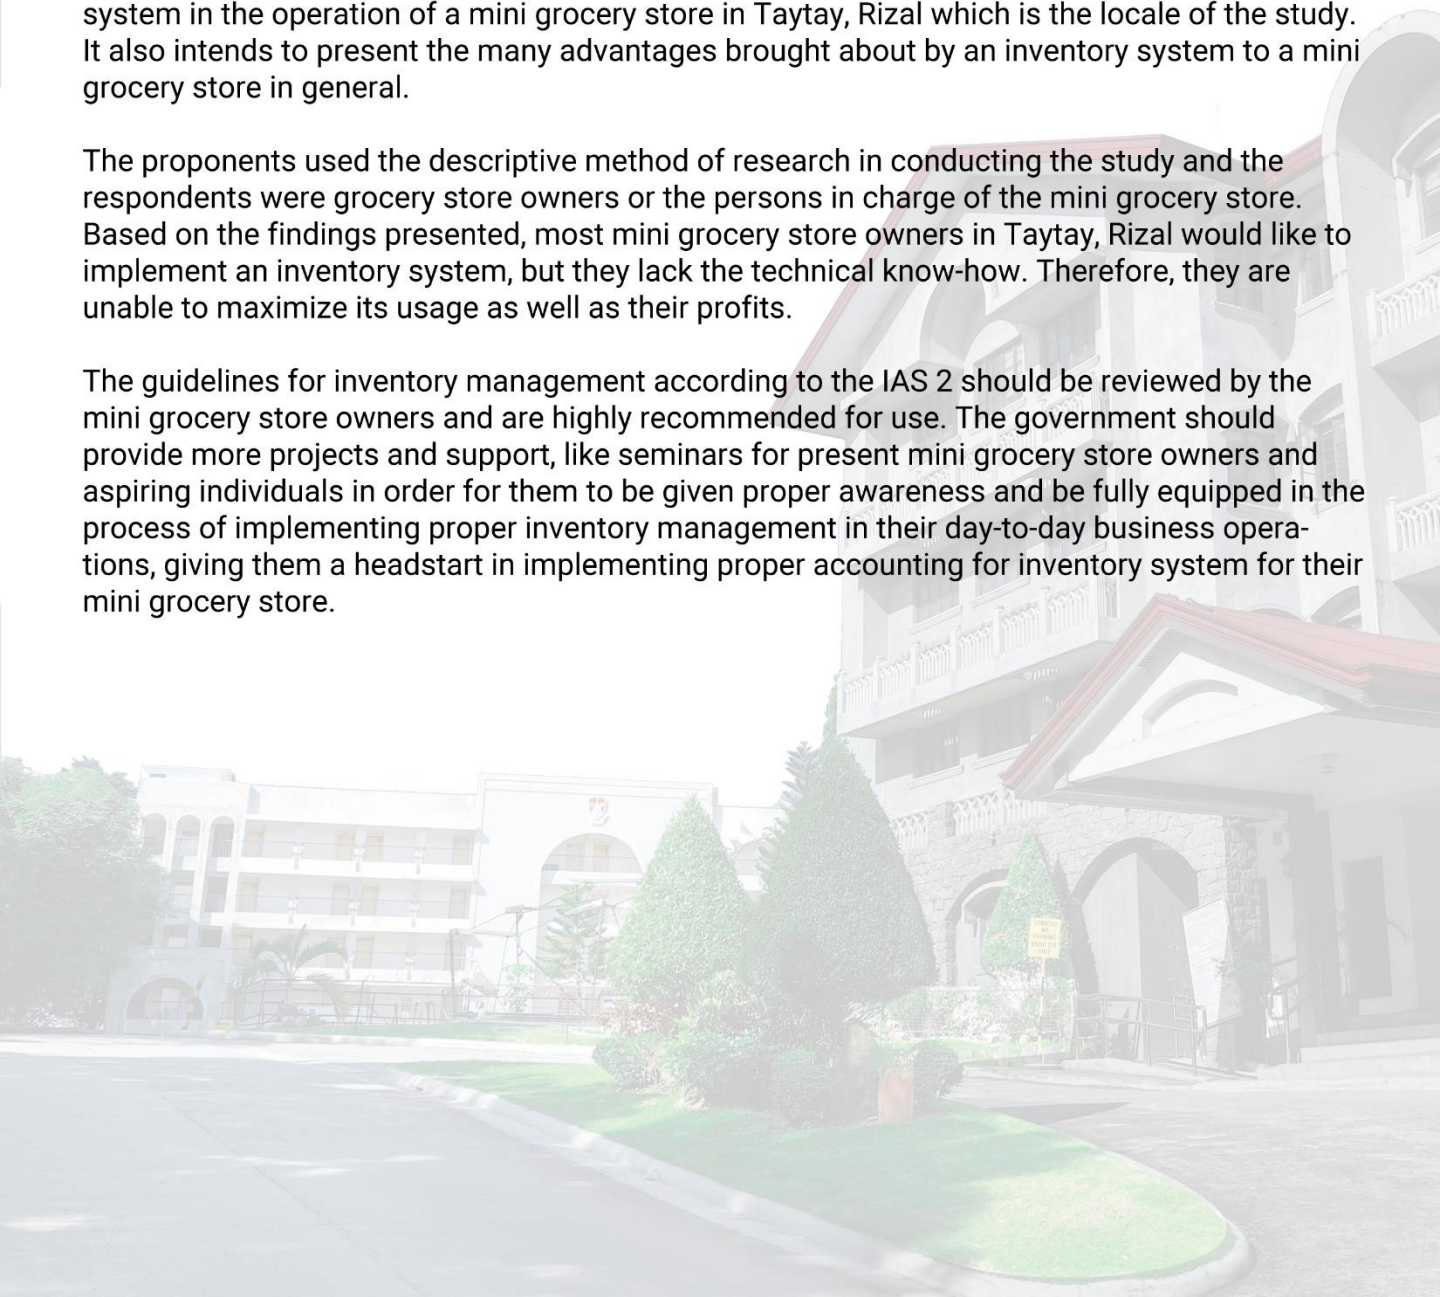 system in the operation of a mini grocery store in Taytay, Rizal which is the locale of the study.
It also intends to present the many advantages brought about by an inventory system to a mini
grocery store in general.
The proponents used the descriptive method of research in conducting the study and the
respondents were grocery store owners or the persons in charge of the mini grocery store.
Based on the findings presented, most mini grocery store owners in Taytay, Rizal would like to
implement an inventory system, but they lack the technical know-how. Therefore, they are
unable to maximize its usage as well as their profits.
The guidelines for inventory management according to the IAS 2 should be reviewed by the
mini grocery store owners and are highly recommended for use. The government should
provide more projects and support, like seminars for present mini grocery store owners and
aspiring individuals in order for them to be given proper awareness and be fully equipped in the
process of implementing proper inventory management in their day-to-day business opera-
tions, giving them a headstart in implementing proper accounting for inventory system for their
mini grocery store.